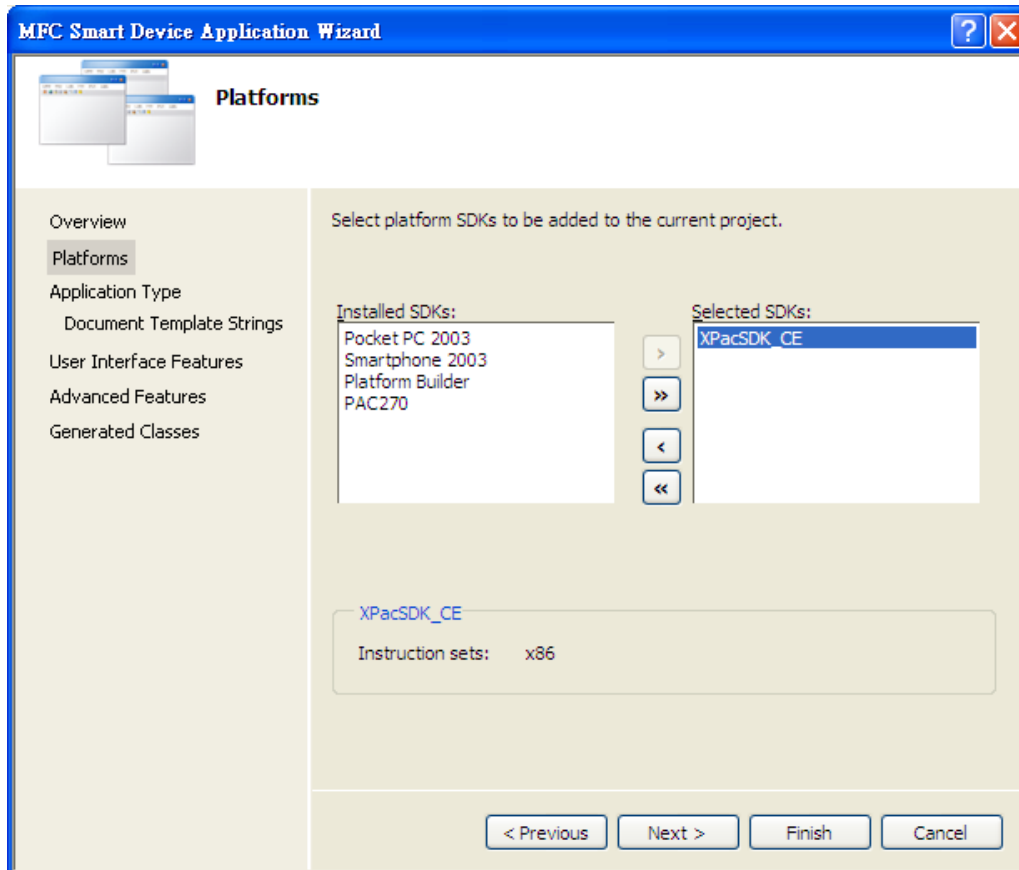 MFC Smart Device Application Wizard
Platforms
Overview
Platforms
Application Type
Document Template Strings
User Interface Features
Advanced Features
Generated Classes
Select platform SDKs to be added to the current project.
Installed SDKs:
Pocket PC 2003
Smartphone 2003
Platform Builder
PAC270
>
>>
<
<<
Selected SDKs:
XPacSDK_CE
XPacSDK_CE
Instruction sets: x86
< Previous Next > Finish Cancel